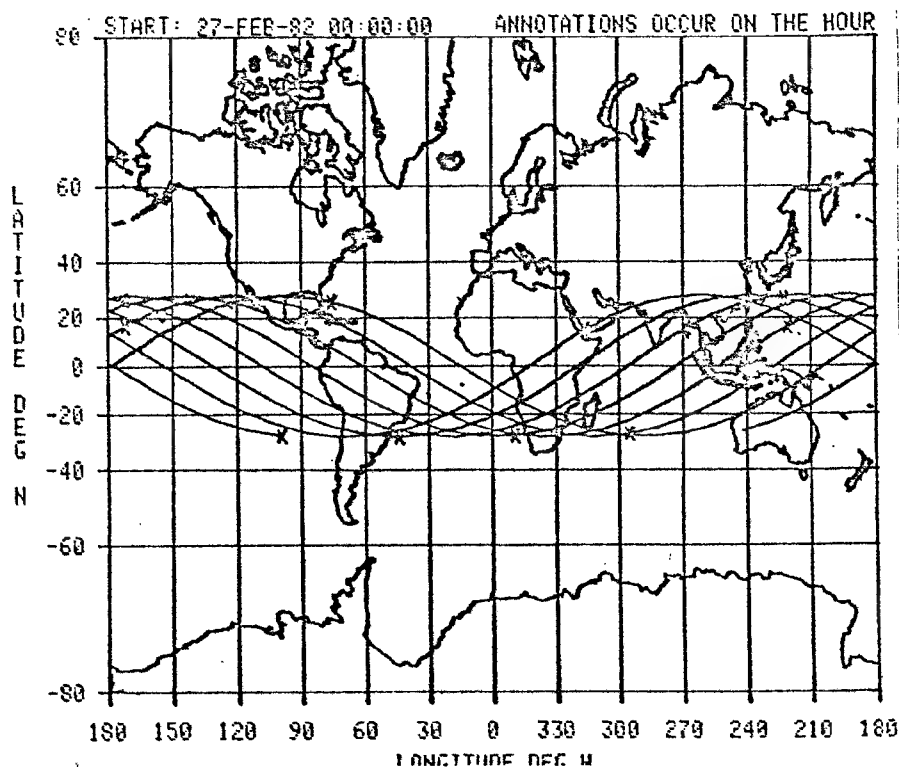 START: 27-FEB-82 00:00:00 ANNOTATIONS OCCUR ON THE HOUR
80
60
40
20
0
-20
-40
-60
-80
LATITUDE DEG N
180 150 120 90 60 30 0 330 300 270 240 210 180
LONGITUDE DEG W